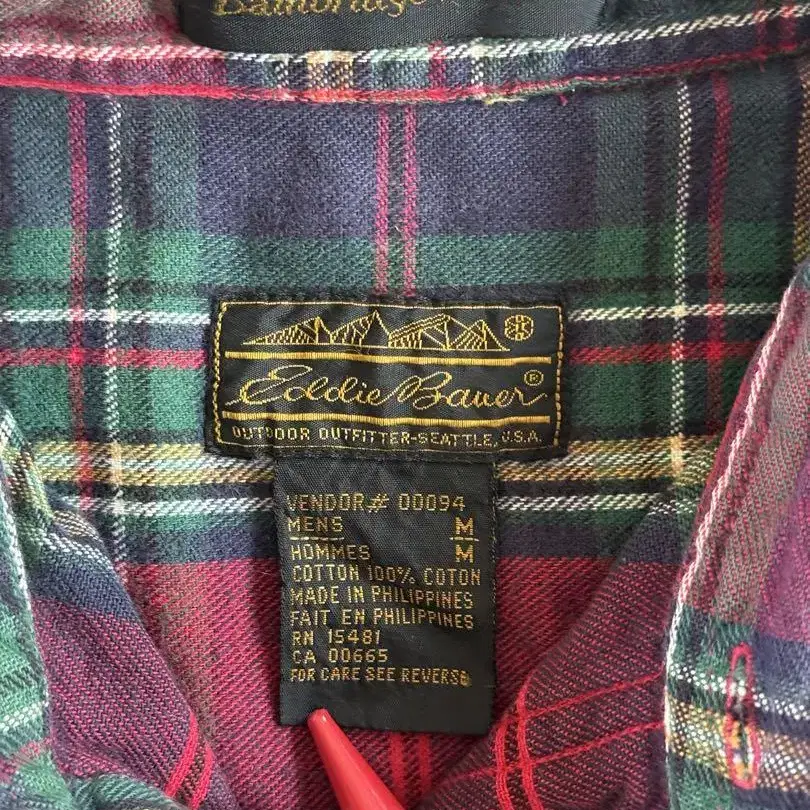 Bainbridge
Eddie Bauer®
OUTDOOR OUTFITTER-SEATTLE, U.S.A.
VENDOR# 00094
MENS M
HOMMES M
COTTON 100% COTON
MADE IN PHILIPPINES
FAIT EN PHILIPPINES
RN 15481
CA 00665
FOR CARE SEE REVERSE